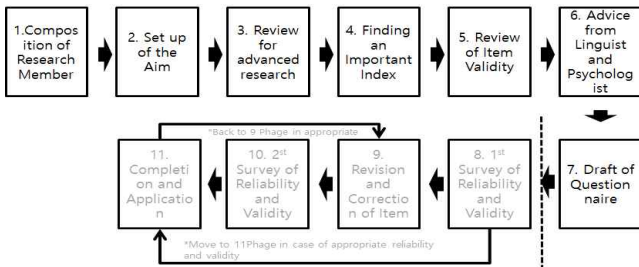 1.Compos
ition of
Research
Member
2. Set up
of the
Aim
3. Review
for
advanced
research
4. Finding
an
Important
Index
5. Review
of Item
Validity
6. Advice
from
Linguist
and
Psycholog
ist
*Back to 9 Phage in appropriate
11.
Completi
on and
Applicatio
n
10. 2st
Survey of
Reliability
and
Validity
9.
Revision
and
Correctio
n of Item
8. 1st
Survey of
Reliability
and
Validity
7. Draft of
Question
naire
*Move to 11Phage in case of appropriate reliability
and validity